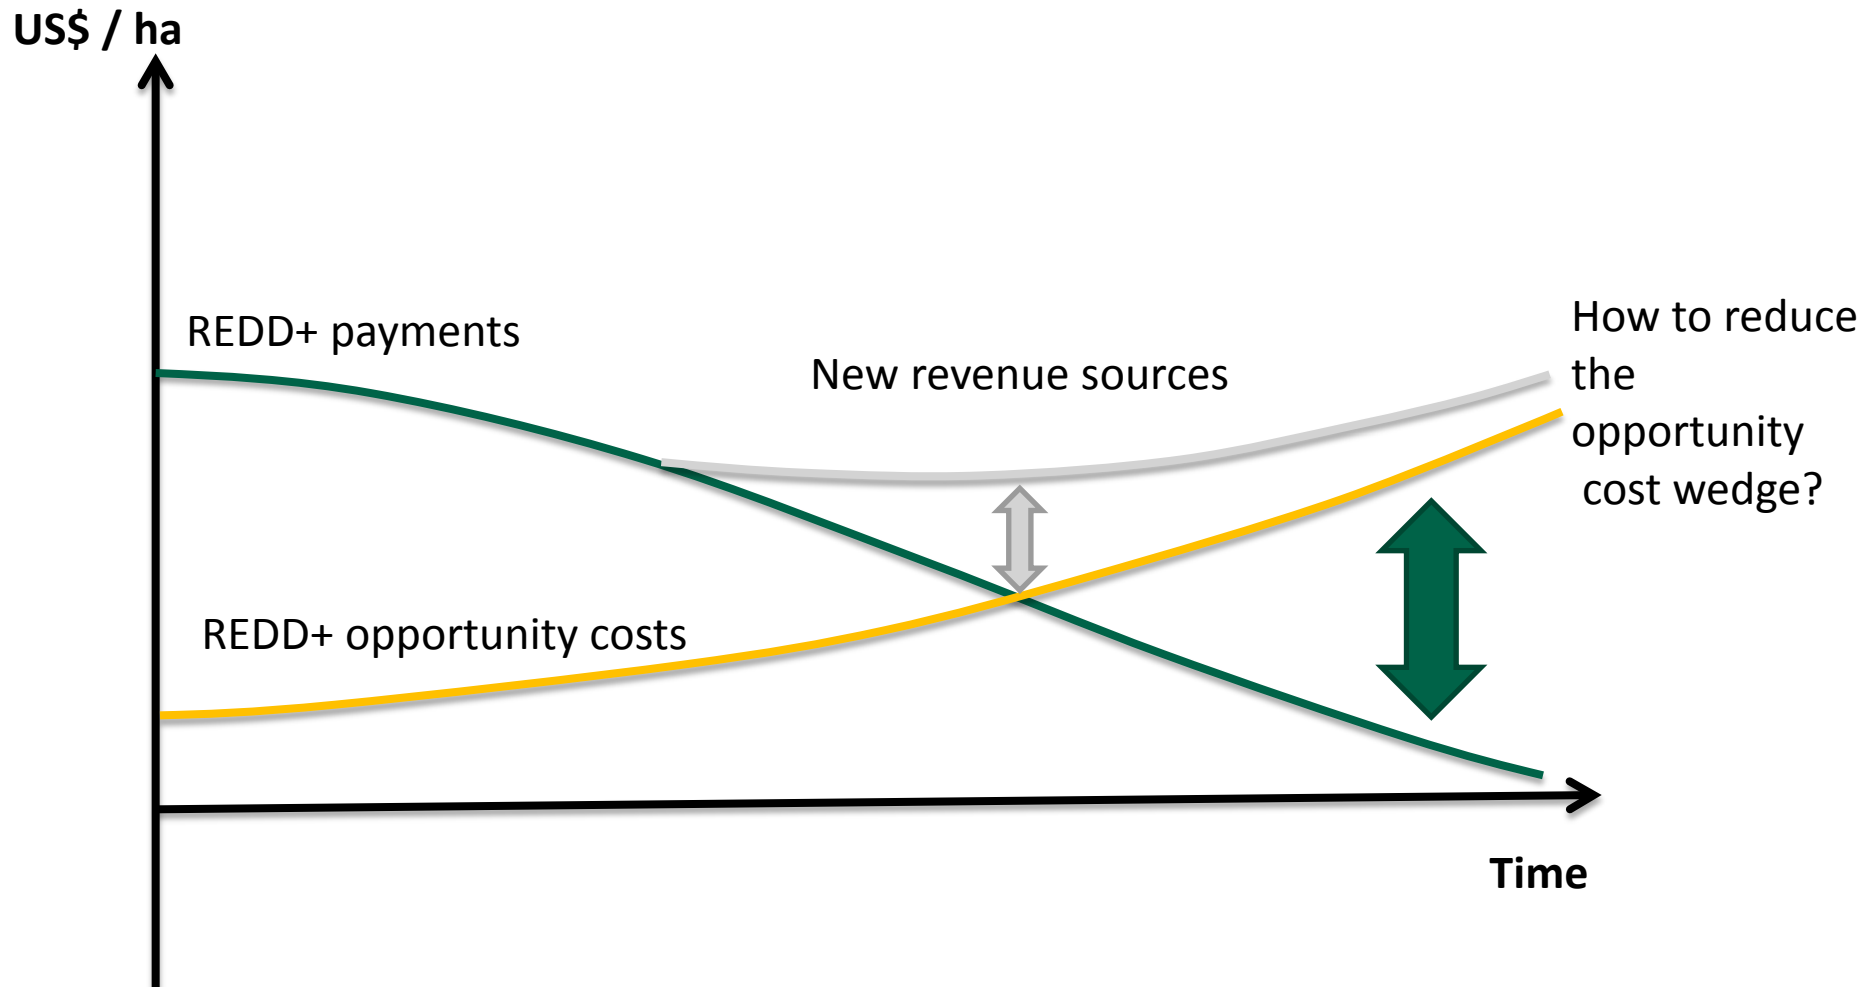 US$ / ha
REDD+ payments
New revenue sources
How to reduce
the
opportunity
cost wedge?
REDD+ opportunity costs
Time